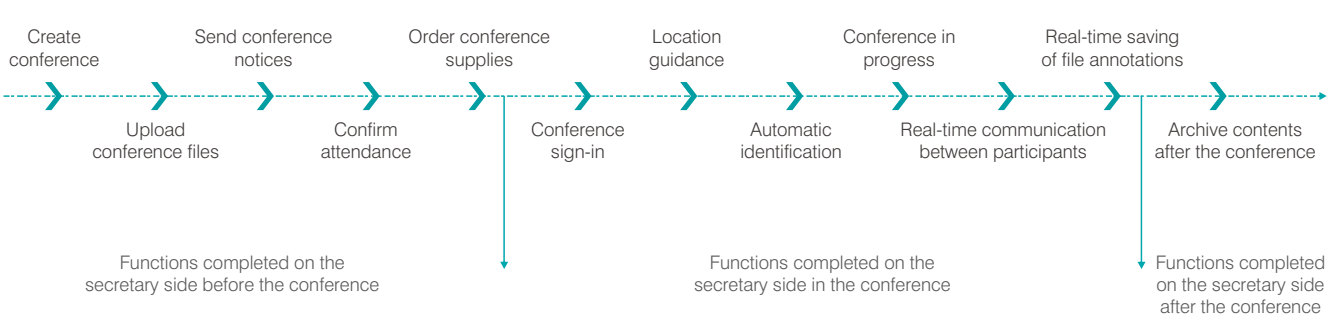 Create
conference
Send conference
notices
Order conference
supplies
Location
guidance
Conference in
progress
Real-time saving
of file annotations
Upload
conference files
Confirm
attendance
Conference
sign-in
Automatic
identification
Real-time communication
between participants
Archive contents
after the conference
Functions completed on the
secretary side before the conference
Functions completed on the
secretary side in the conference
Functions completed
on the secretary side
after the conference